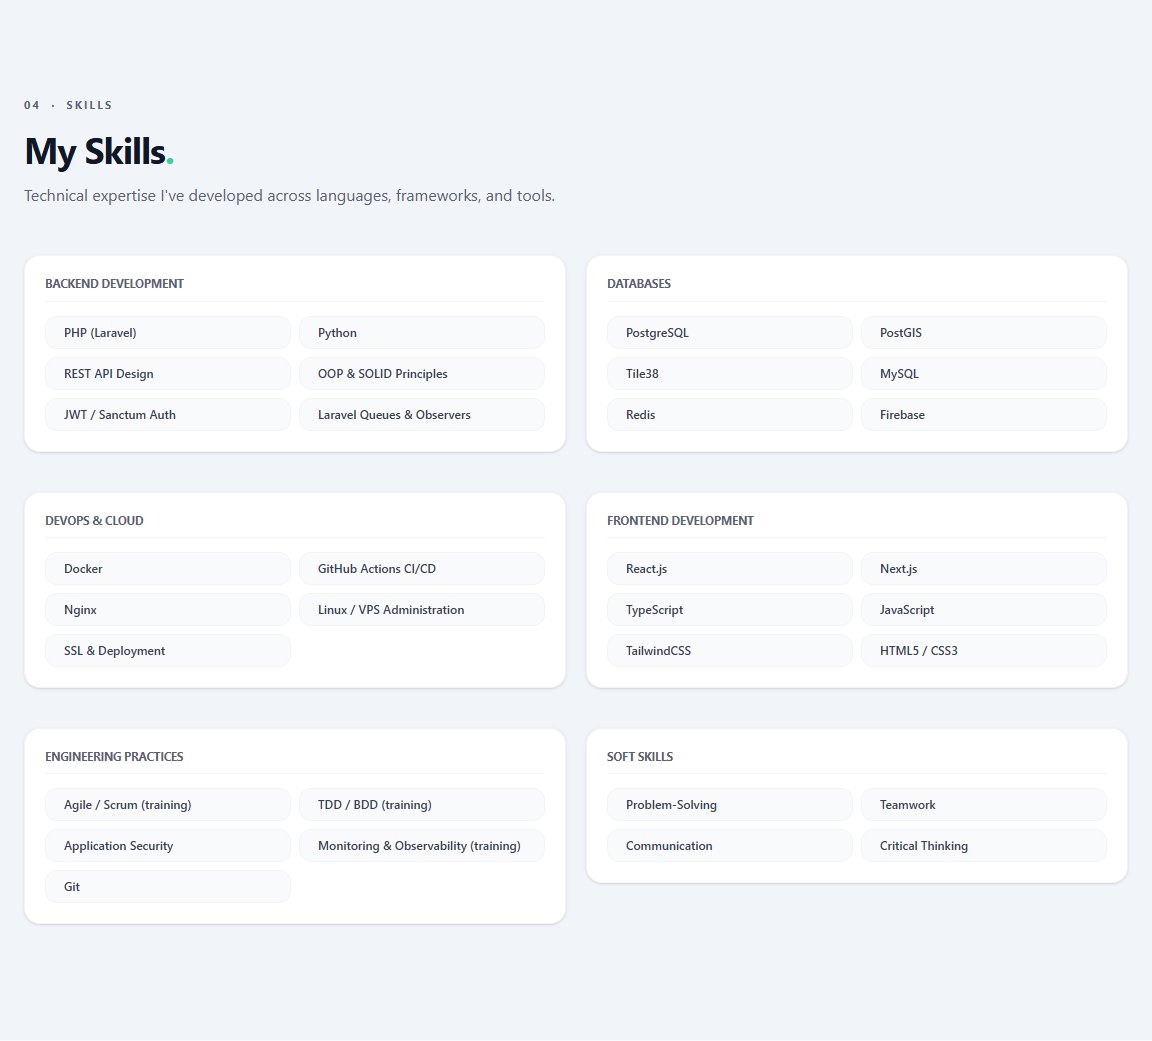 04 · SKILLS
My Skills.
Technical expertise I've developed across languages, frameworks, and tools.
BACKEND DEVELOPMENT
PHP (Laravel)
Python
REST API Design
OOP & SOLID Principles
JWT / Sanctum Auth
Laravel Queues & Observers
DATABASES
PostgreSQL
PostGIS
Tile38
MySQL
Redis
Firebase
DEVOPS & CLOUD
Docker
GitHub Actions CI/CD
Nginx
Linux / VPS Administration
SSL & Deployment
FRONTEND DEVELOPMENT
React.js
Next.js
TypeScript
JavaScript
TailwindCSS
HTML5 / CSS3
ENGINEERING PRACTICES
Agile / Scrum (training)
TDD / BDD (training)
Application Security
Monitoring & Observability (training)
Git
SOFT SKILLS
Problem-Solving
Teamwork
Communication
Critical Thinking